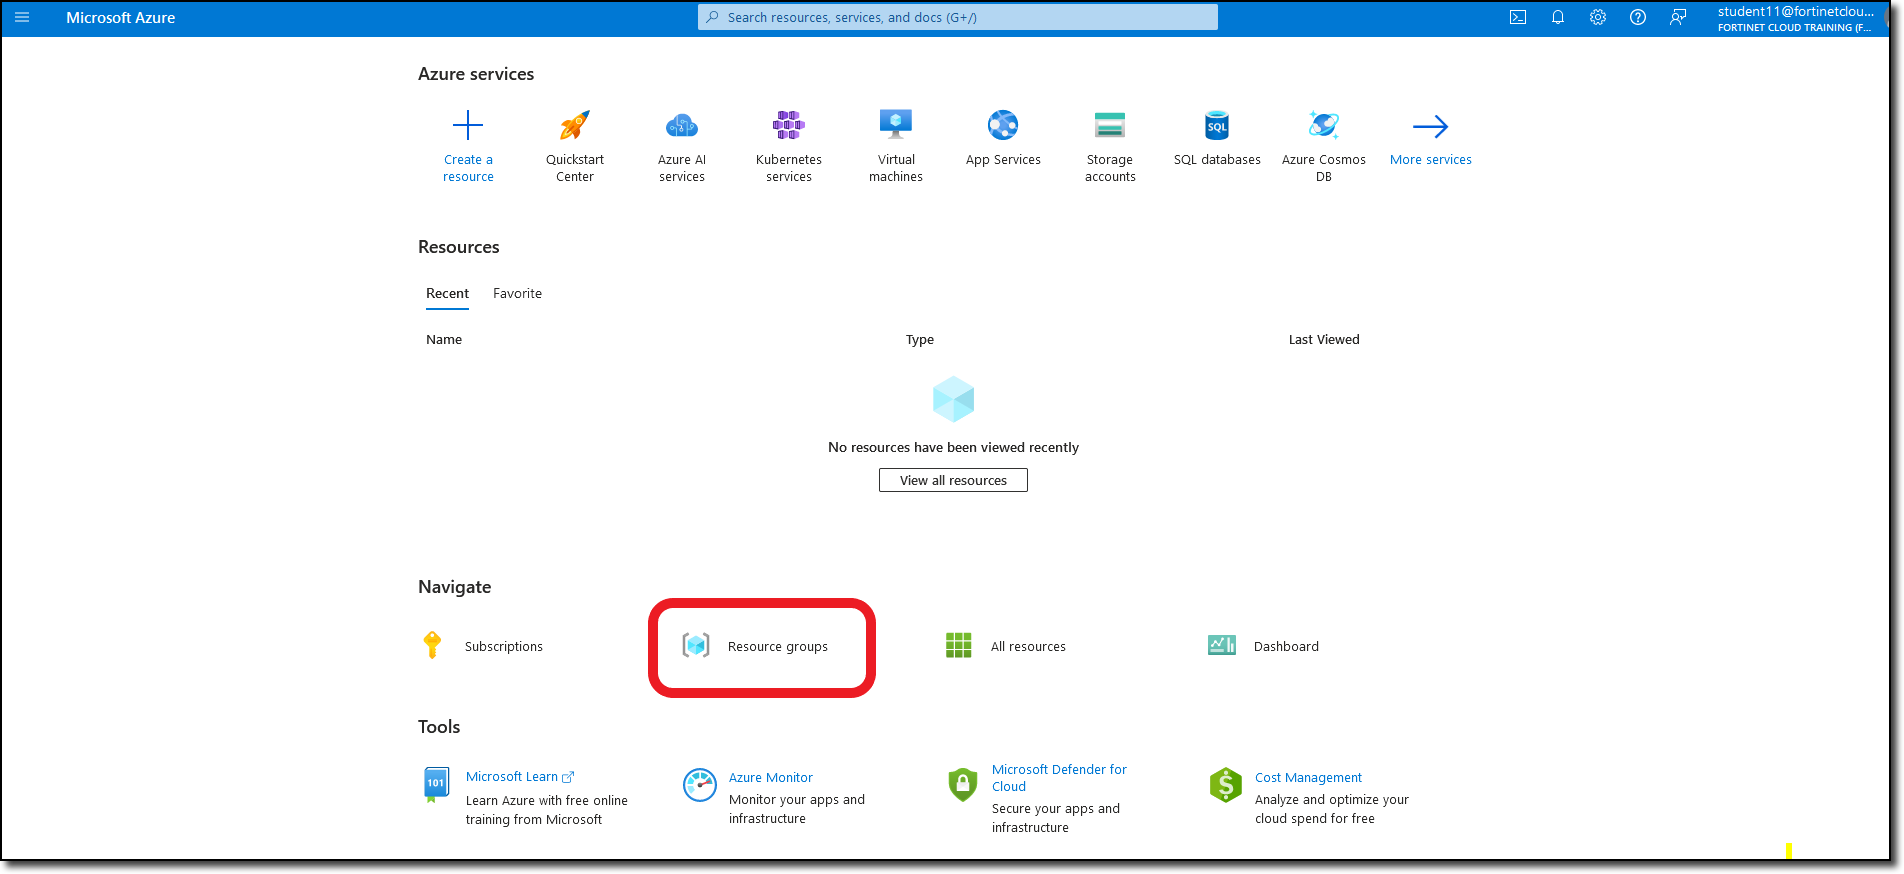 Microsoft Azure
Search resources, services, and docs (G+/)
student11@fortinetclou...
FORTINET CLOUD TRAINING (F...
Azure services
Create a
resource
Quickstart
Center
Azure AI
services
Kubernetes
services
Virtual
machines
App Services
Storage
accounts
SQL
SQL databases
Azure Cosmos
DB
More services
Resources
Recent
Favorite
Name
Type
Last Viewed
No resources have been viewed recently
View all resources
Navigate
Subscriptions
Resource groups
All resources
Dashboard
Tools
101
Microsoft Learn
Learn Azure with free online
training from Microsoft
Azure Monitor
Monitor your apps and
infrastructure
Microsoft Defender for
Cloud
Secure your apps and
infrastructure
$
Cost Management
Analyze and optimize your
cloud spend for free